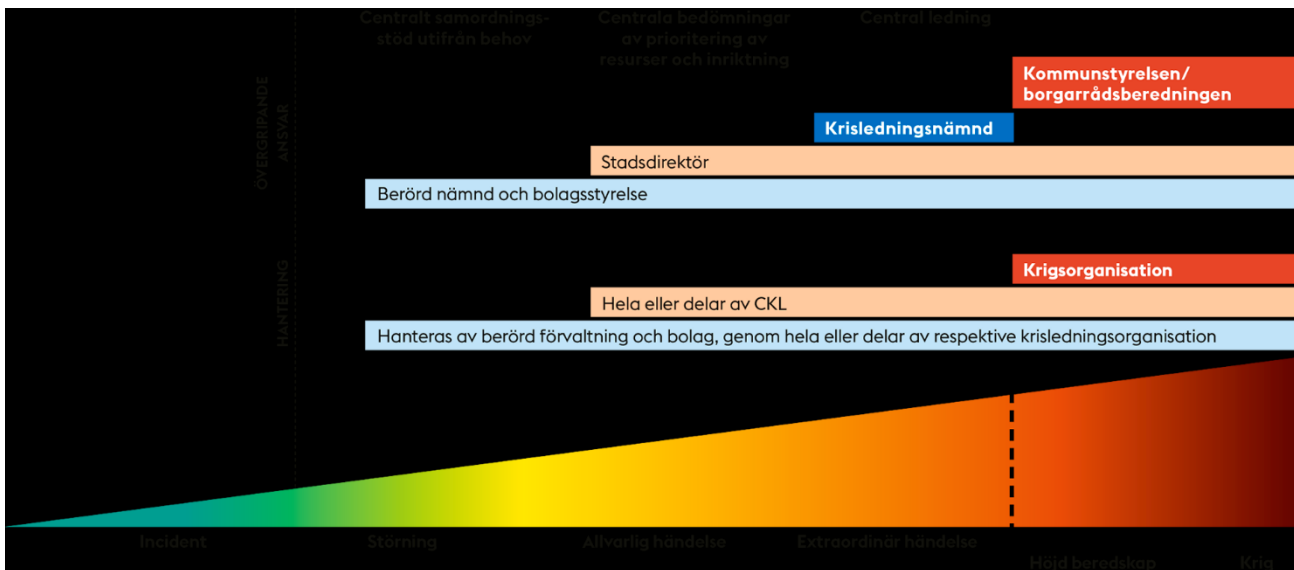 Centralt samordnings-
stöd utifrån behov
Centrala bedömningar
av prioritering av
resurser och inriktning
Central ledning
ÖVERGRIPANDE
ANSVAR
Kommunstyrelsen/
borgarrådsberedningen
Krisledningsnämnd
Stadsdirektör
Berörd nämnd och bolagsstyrelse
HANTERING
Krigsorganisation
Hela eller delar av CKL
Hanteras av berörd förvaltning och bolag, genom hela eller delar av respektive krisledningsorganisation
Incident
Störning
Allvarlig händelse
Extraordinär händelse
Höjd beredskap
Krig